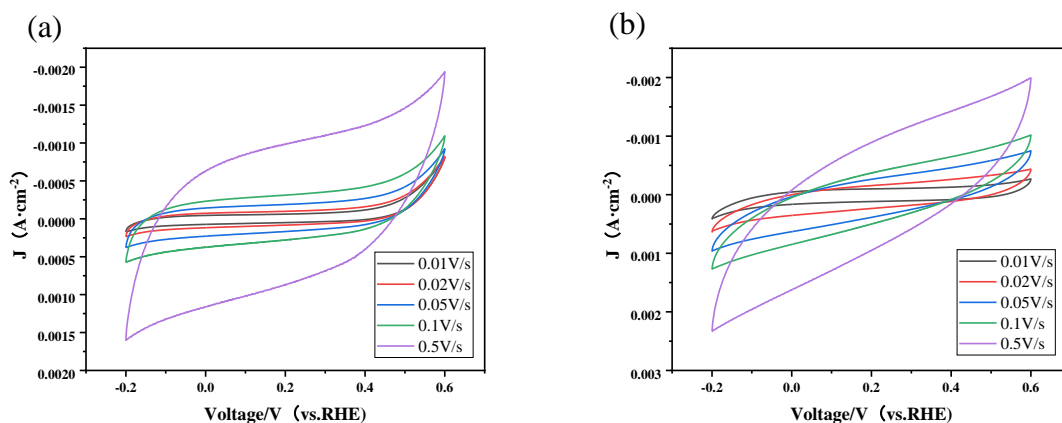 (a)
-0.0020
-0.0015
-0.0010
-0.0005
0.0000
0.0005
0.0010
0.0015
0.0020
J（A·cm⁻²）
0.01V/s
0.02V/s
0.05V/s
0.1V/s
0.5V/s
-0.2
0.0
0.2
0.4
0.6
Voltage/V（vs.RHE)
(b)
-0.002
-0.001
0.000
0.001
0.002
0.003
J（A·cm⁻²）
0.01V/s
0.02V/s
0.05V/s
0.1V/s
0.5V/s
-0.2
0.0
0.2
0.4
0.6
Voltage/V（vs.RHE)